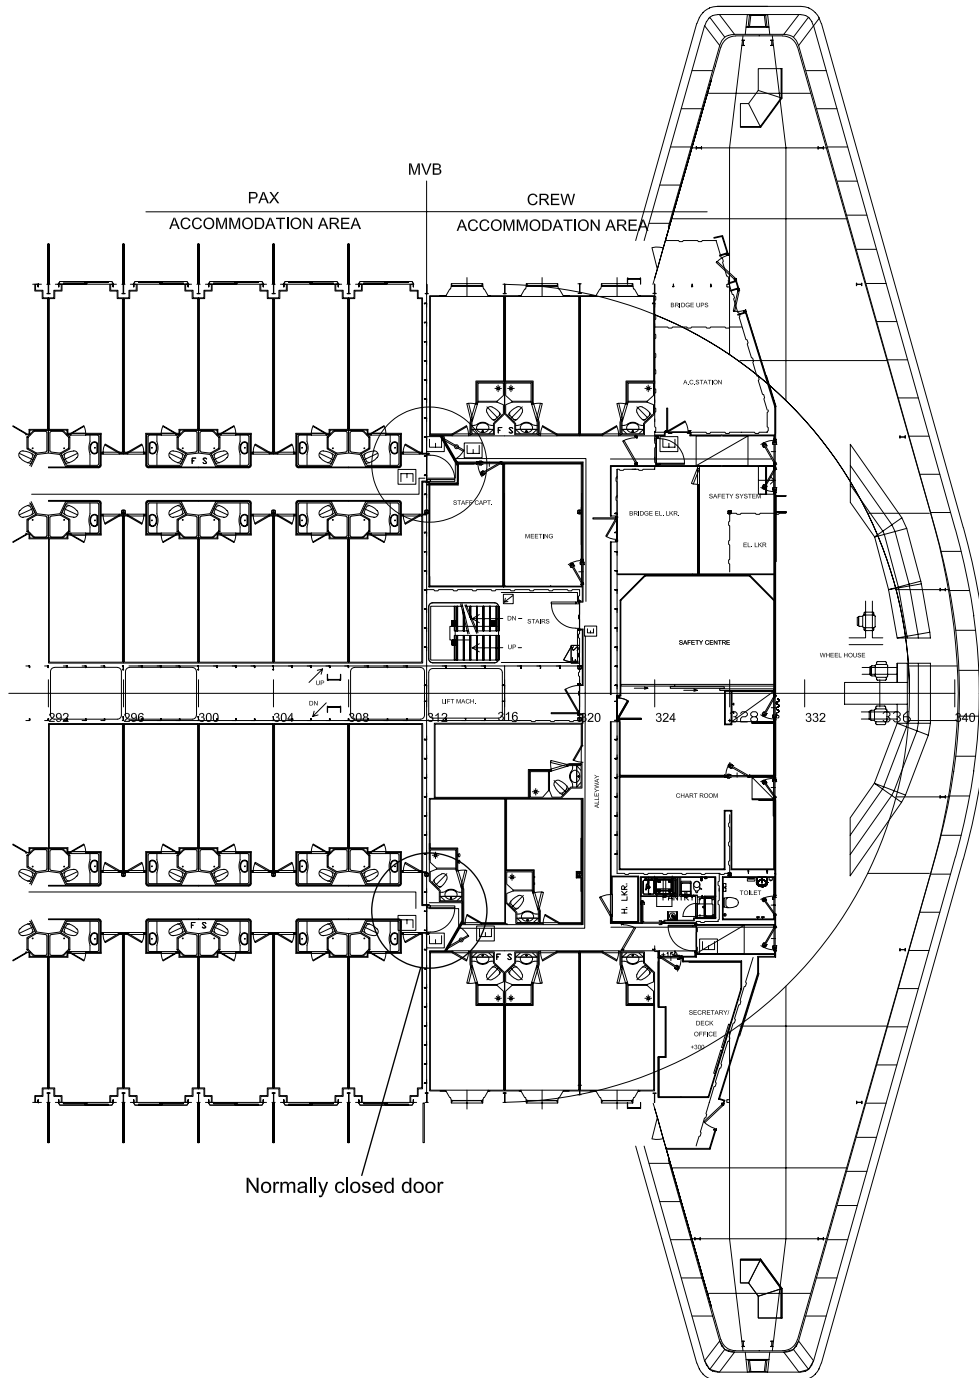 MVB
PAX
CREW
ACCOMMODATION AREA
ACCOMMODATION AREA
BRIDGE UPS
A.C.STATION
F S
F S
E
E
E
E
STAFF CAPT.
MEETING
BRIDGE EL. LKR.
SAFETY SYSTEM
EL. LKR
DN
STAIRS
UP
E
SAFETY CENTRE
WHEEL HOUSE
UP
DN
LIFT MACH.
292 296 300 304 308 312 316 320 324 328 332 336 340
ALLEYWAY
CHART ROOM
H. LKR.
PANTRY
TOILET
E
E
E
E
F S
F S
SECRETARY/
DECK
OFFICE
+300
Normally closed door